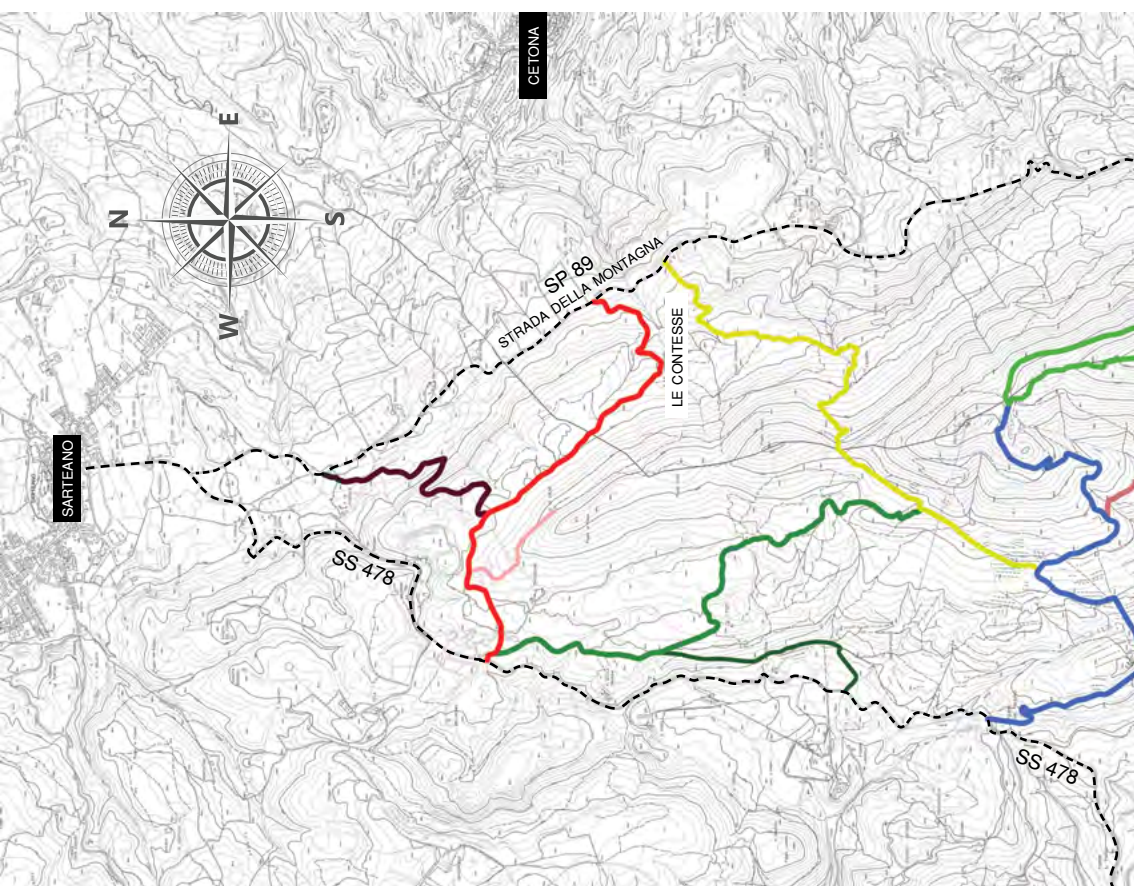 CETONA
E
N
S
W
SP 89
STRADA DELLA MONTAGNA
LE CONTESSE
SARTEANO
SS 478
SS 478